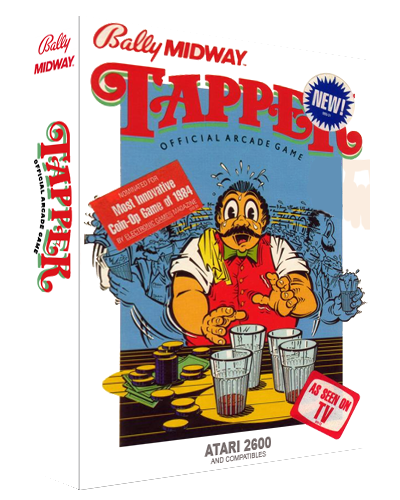 Bally
MIDWAY
TAPPER
OFFICIAL ARCADE GAME
Bally MIDWAY
TAPPER
OFFICIAL ARCADE GAME
NEW!
NOMINATED FOR
Most Innovative
Coin-Op Game of 1984
BY ELECTRONIC GAMES MAGAZINE
AS SEEN ON
TV
ATARI 2600
AND COMPATIBLES